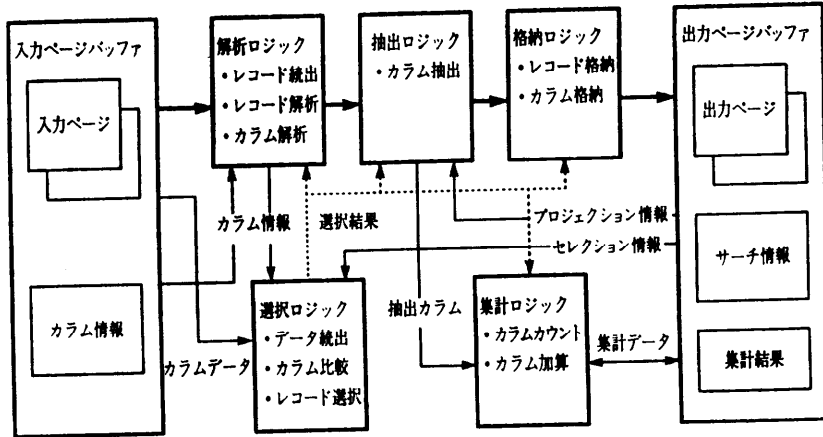 入力ページバッファ
入力ページ
カラム情報
解析ロジック
・レコード続出
・レコード解析
・カラム解析
抽出ロジック
・カラム抽出
格納ロジック
・レコード格納
・カラム格納
出力ページバッファ
出力ページ
サーチ情報
集計結果
カラム情報
選択結果
プロジェクション情報
セレクション情報
カラムデータ
選択ロジック
・データ続出
・カラム比較
・レコード選択
抽出カラム
集計ロジック
・カラムカウント
・カラム加算
集計データ